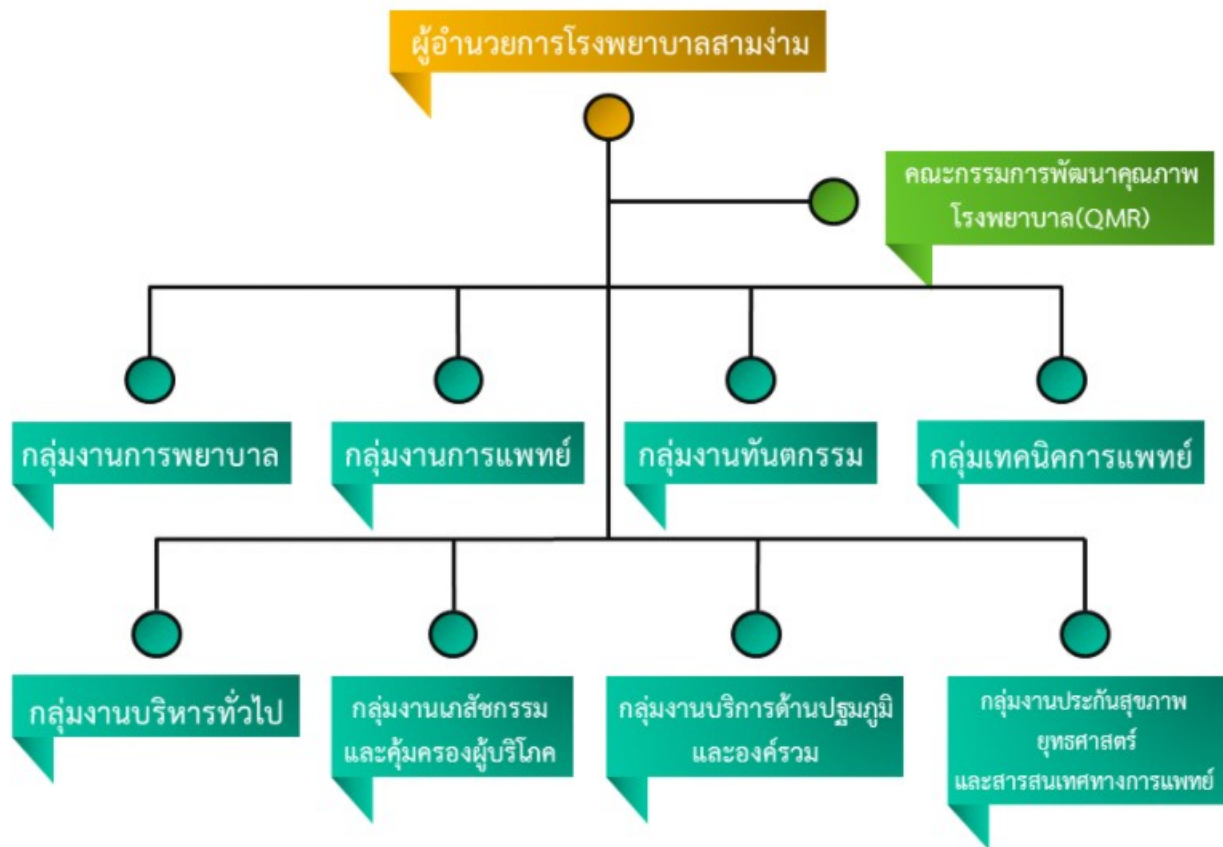 ผู้อำนวยการโรงพยาบาลสามง่าม
คณะกรรมการพัฒนาคุณภาพ
โรงพยาบาล(QMR)
กลุ่มงานการพยาบาล
กลุ่มงานการแพทย์
กลุ่มงานทันตกรรม
กลุ่มเทคนิคการแพทย์
กลุ่มงานบริหารทั่วไป
กลุ่มงานเภสัชกรรม
และคุ้มครองผู้บริโภค
กลุ่มงานบริการด้านปฐมภูมิ
และองค์รวม
กลุ่มงานประกันสุขภาพ
ยุทธศาสตร์
และสารสนเทศทางการแพทย์